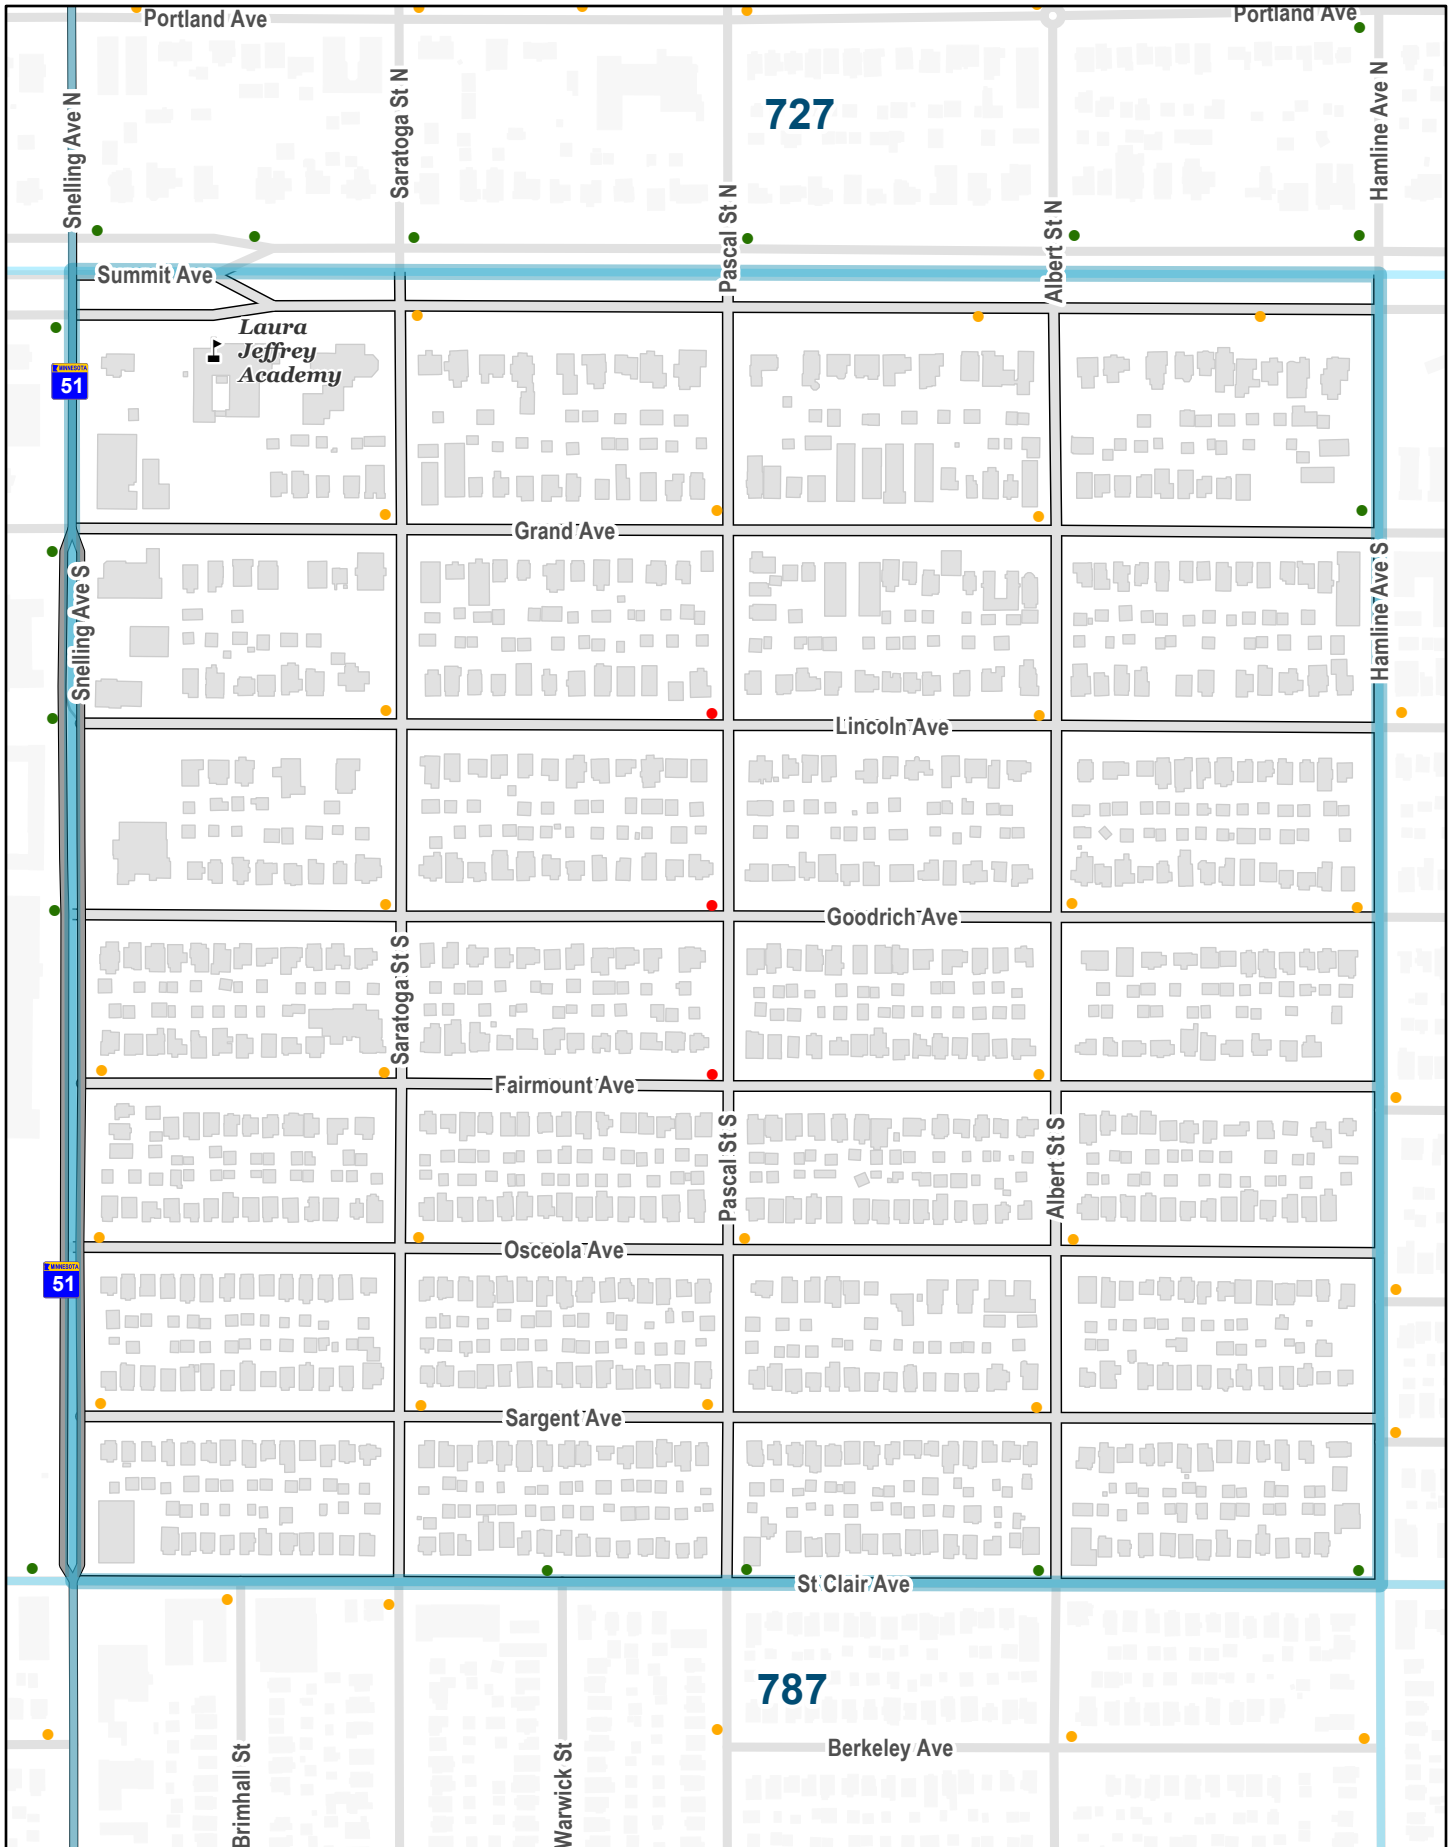 Portland Ave
Portland Ave
Snelling Ave N
Saratoga St N
727
Hamline Ave N
Pascal St N
Albert St N
Summit Ave
Laura
Jeffrey
Academy
MINNESOTA
51
Grand Ave
Snelling Ave S
Hamline Ave S
Lincoln Ave
Goodrich Ave
Saratoga St S
Fairmount Ave
Pascal St S
Albert St S
Osceola Ave
MINNESOTA
51
Sargent Ave
St Clair Ave
787
Berkeley Ave
Brimhall St
Warwick St